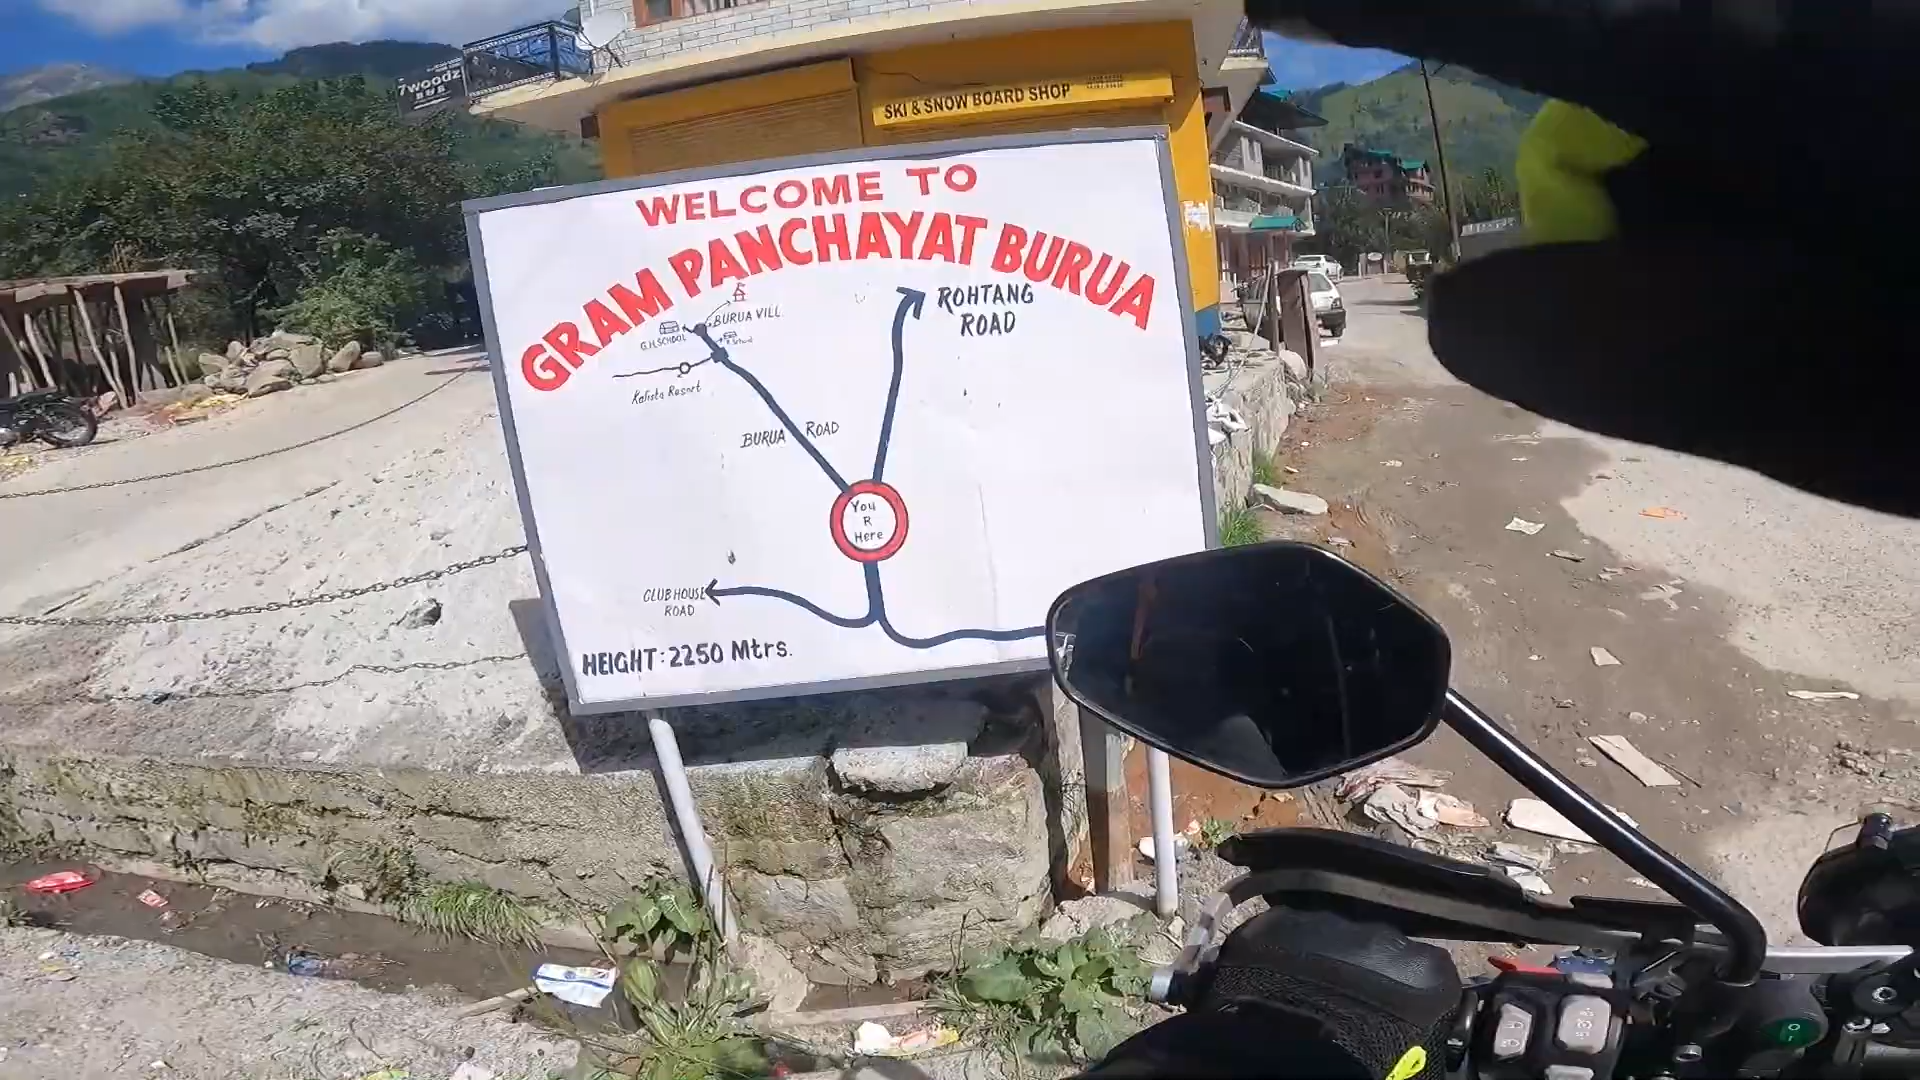 7woodz
SKI & SNOW BOARD SHOP
WELCOME TO
GRAM PANCHAYAT BURUA
ROHTANG
ROAD
BURUA VILL.
G.H.SCHOOL
P. School
Kalista Resort
BURUA ROAD
You
R
Here
CLUB HOUSE
ROAD
HEIGHT: 2250 Mtrs.